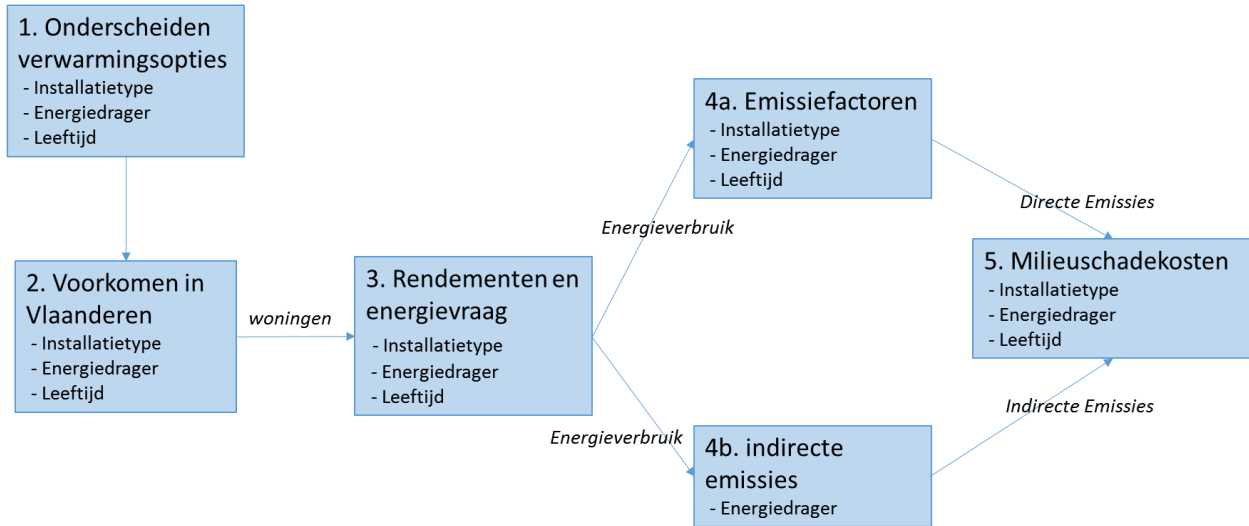 1. Onderscheiden
verwarmingsopties
- Installatietype
- Energiedrager
- Leeftijd
2. Voorkomen in
Vlaanderen
- Installatietype
- Energiedrager
- Leeftijd
woningen
3. Rendementen en
energievraag
- Installatietype
- Energiedrager
- Leeftijd
Energieverbruik
Energieverbruik
4a. Emissiefactoren
- Installatietype
- Energiedrager
- Leeftijd
4b. indirecte
emissies
- Energiedrager
Directe Emissies
Indirecte Emissies
5. Milieuschadekosten
- Installatietype
- Energiedrager
- Leeftijd